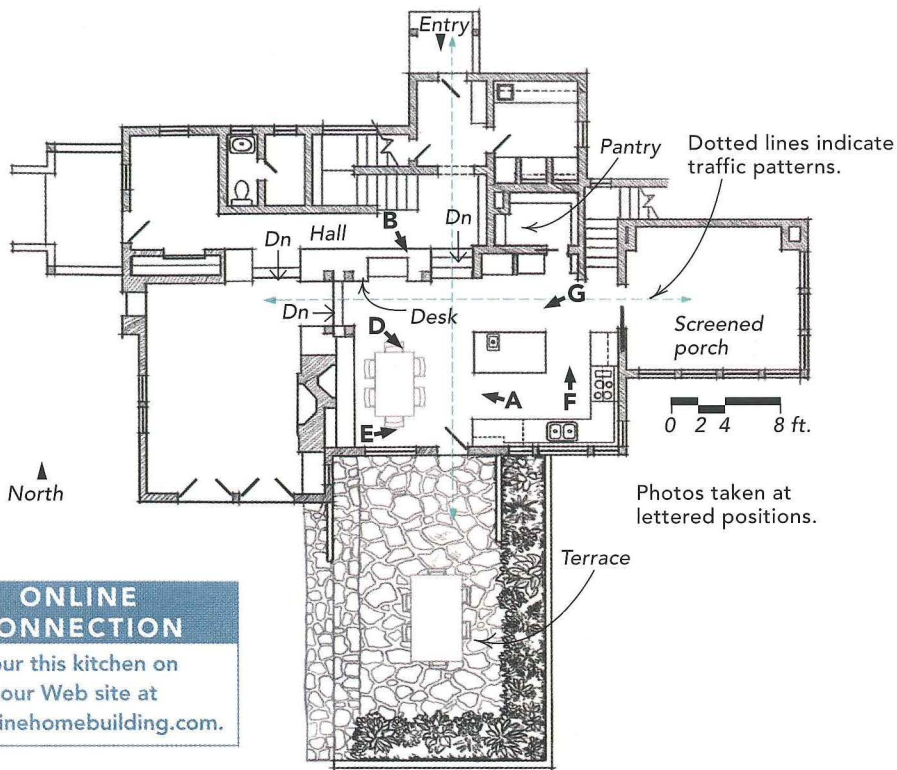 Entry
Pantry
Dotted lines indicate
traffic patterns.
B
Dn
Hall
Dn
G
Dn
Desk
D
Screened
porch
A
F
E
0 2 4 8 ft.
North
Photos taken at
lettered positions.
Terrace
ONLINE
ONNECTION
our this kitchen on
our Web site at
inehomebuilding.com.